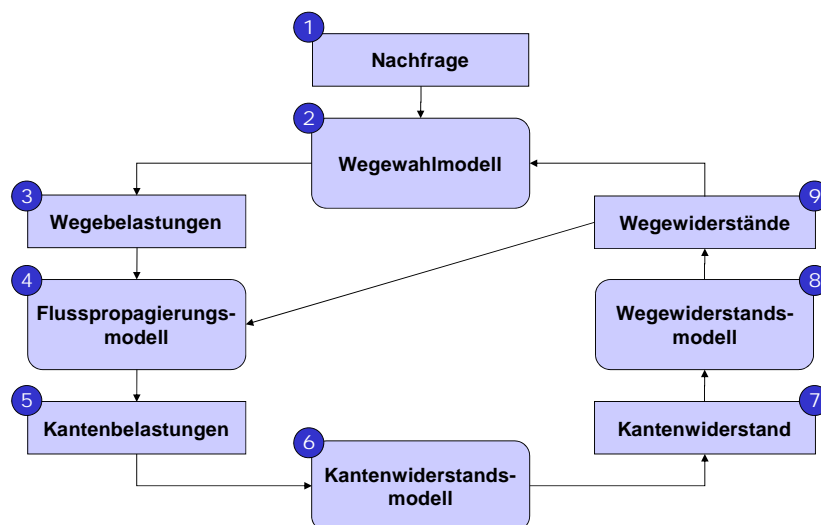 1
Nachfrage
2
Wegewahlmodell
3
Wegebelastungen
4
Flusspropagierungs-
modell
5
Kantenbelastungen
6
Kantenwiderstands-
modell
7
Kantenwiderstand
8
Wegewiderstands-
modell
9
Wegewiderstände